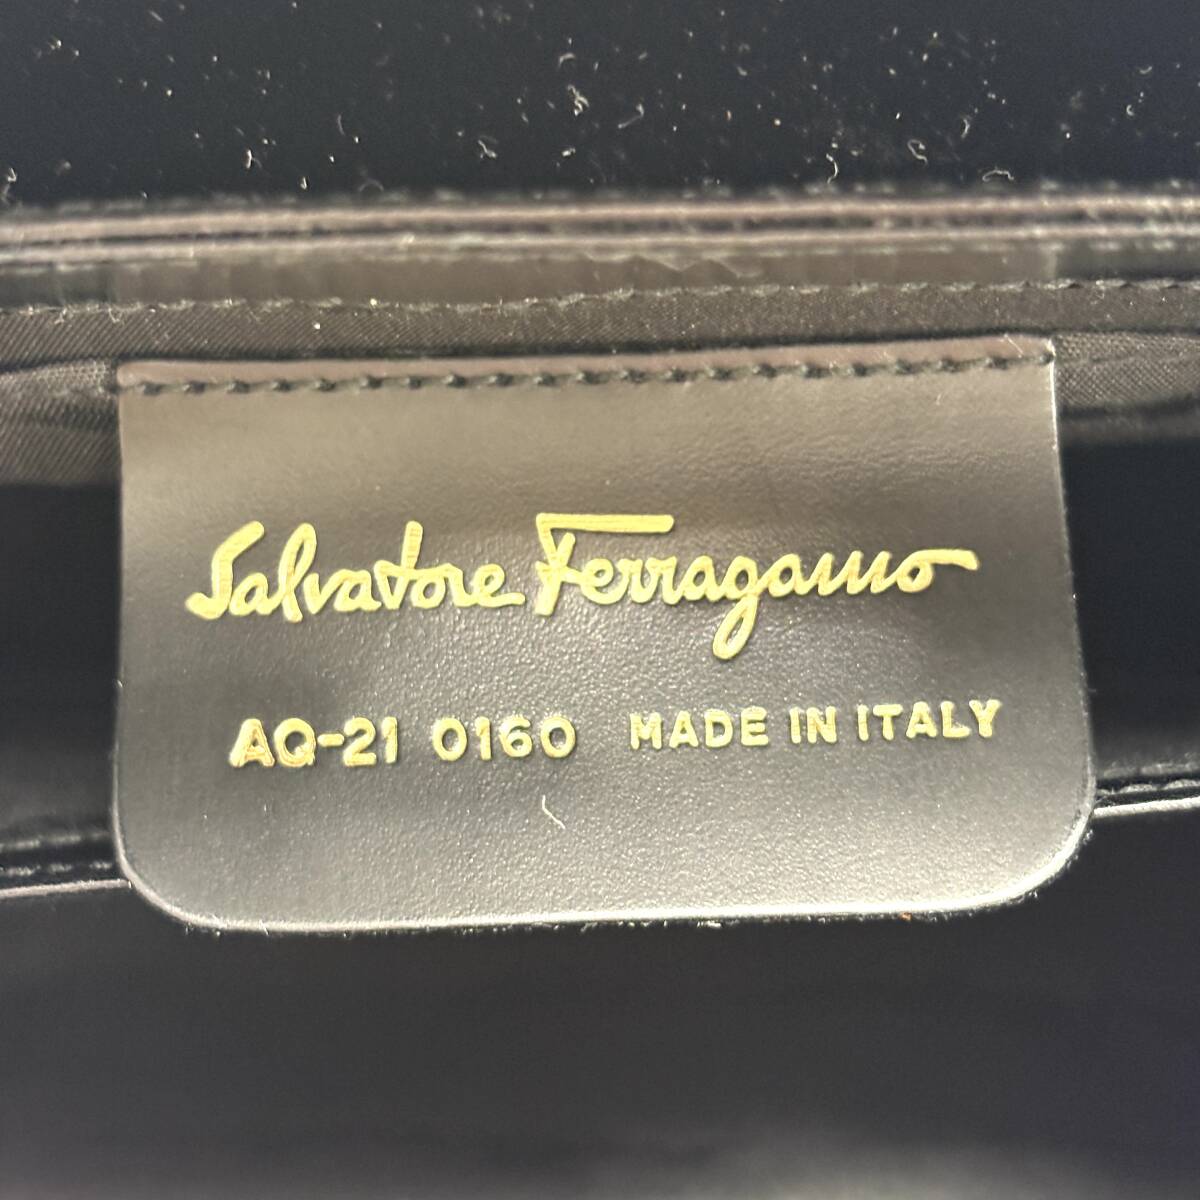 Salvatore Ferragamo
AQ-21 0160 MADE IN ITALY